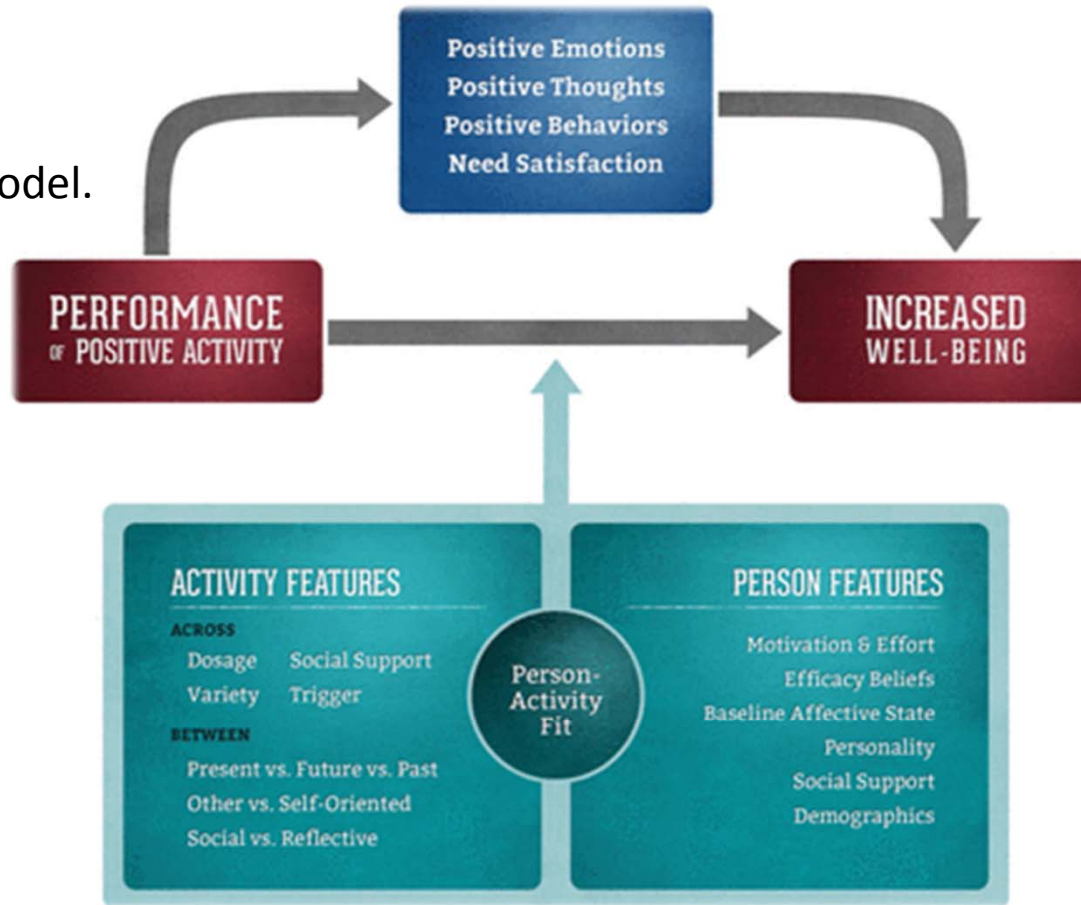 Positive Emotions
Positive Thoughts
Positive Behaviors
Need Satisfaction
odel.
PERFORMANCE
OF POSITIVE ACTIVITY
INCREASED
WELL-BEING
ACTIVITY FEATURES
ACROSS
Dosage Social Support
Variety Trigger
BETWEEN
Present vs. Future vs. Past
Other vs. Self-Oriented
Social vs. Reflective
Person-
Activity
Fit
PERSON FEATURES
Motivation & Effort
Efficacy Beliefs
Baseline Affective State
Personality
Social Support
Demographics